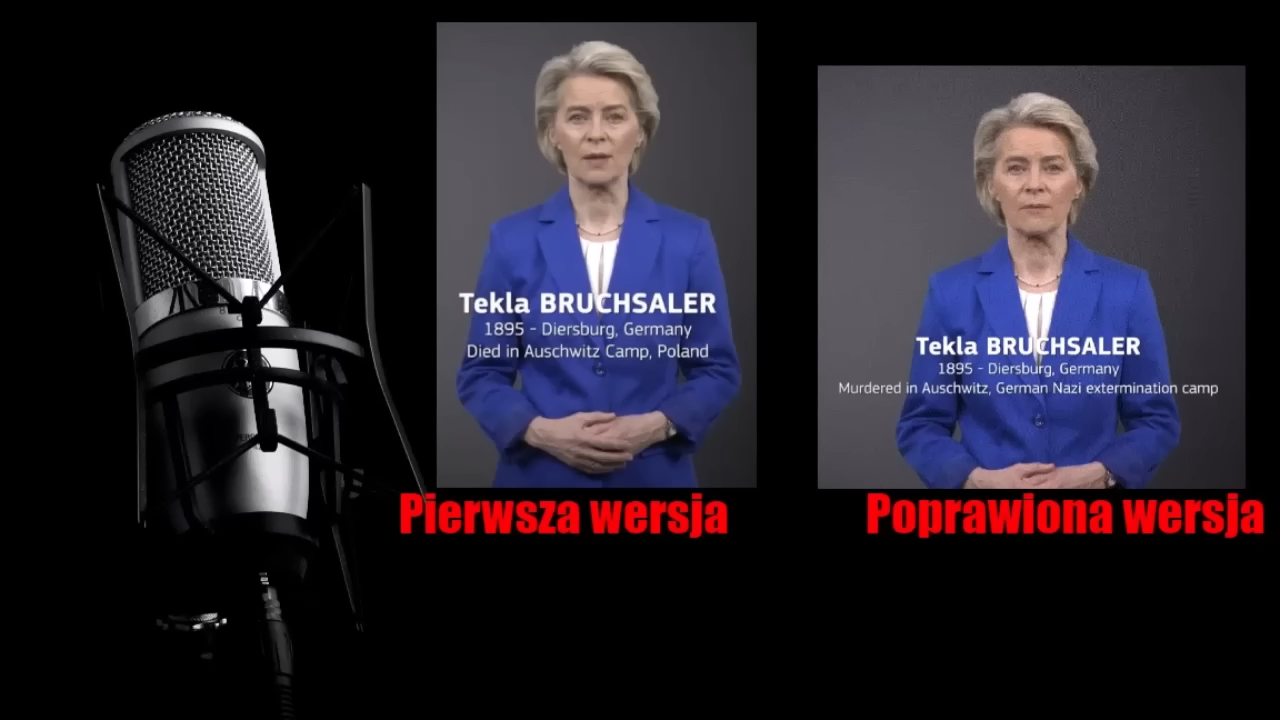 Tekla BRUCHSALER
1895 - Diersburg, Germany
Died in Auschwitz Camp, Poland
Pierwsza wersja
Tekla BRUCHSALER
1895 - Diersburg, Germany
Murdered in Auschwitz, German Nazi extermination camp
Poprawiona wersja